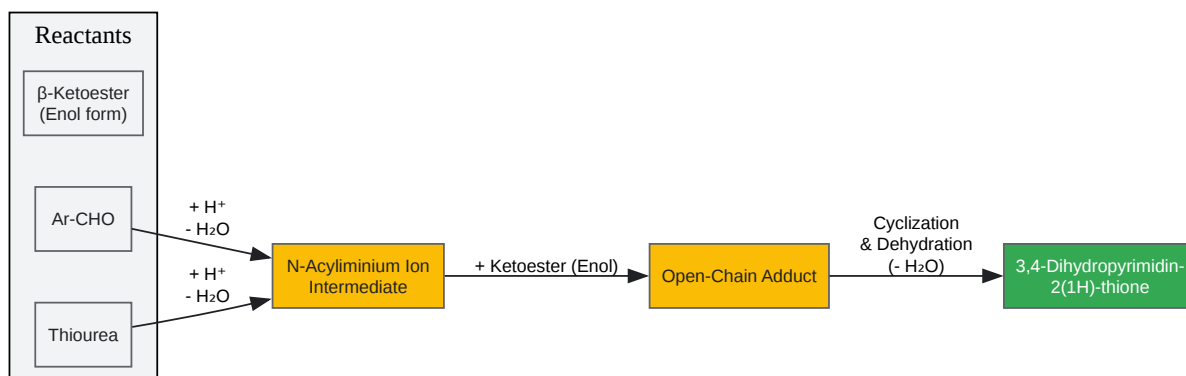 Reactants
β-Ketoester
(Enol form)
Ar-CHO
Thiourea
+ H⁺
- H₂O
+ H⁺
- H₂O
N-Acyliminium Ion
Intermediate
+ Ketoester (Enol)
Open-Chain Adduct
Cyclization
& Dehydration
(- H₂O)
3,4-Dihydropyrimidin-
2(1H)-thione